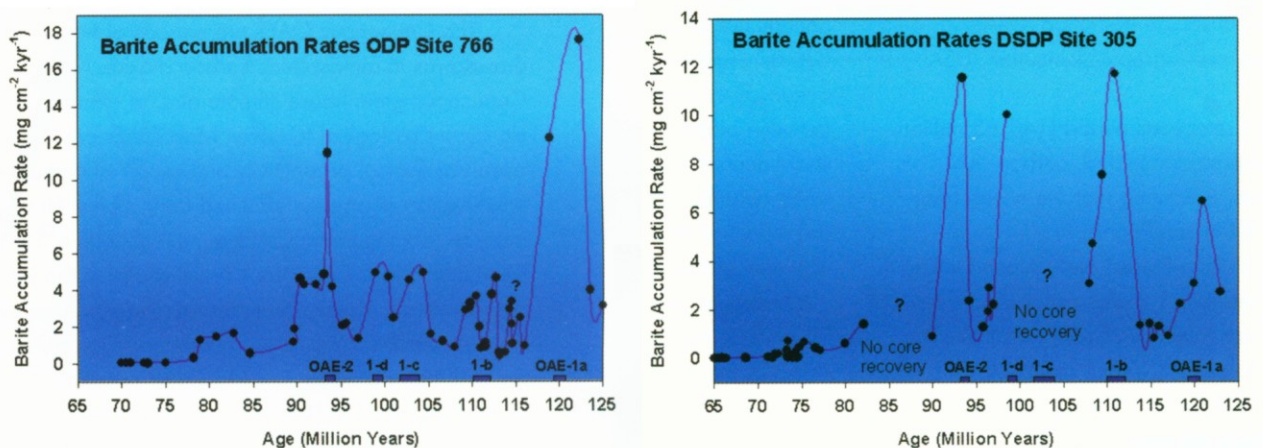 Barite Accumulation Rates ODP Site 766
Barite Accumulation Rate (mg cm⁻² kyr⁻¹)
18
16
14
12
10
8
6
4
2
0
?
OAE-2 1-d 1-c 1-b OAE-1a
65 70 75 80 85 90 95 100 105 110 115 120 125
Age (Million Years)
Barite Accumulation Rates DSDP Site 305
Barite Accumulation Rate (mg cm⁻² kyr⁻¹)
14
12
10
8
6
4
2
0
?
No core
recovery
?
No core
recovery
OAE-2 1-d 1-c 1-b OAE-1a
65 70 75 80 85 90 95 100 105 110 115 120 125
Age (Million Years)